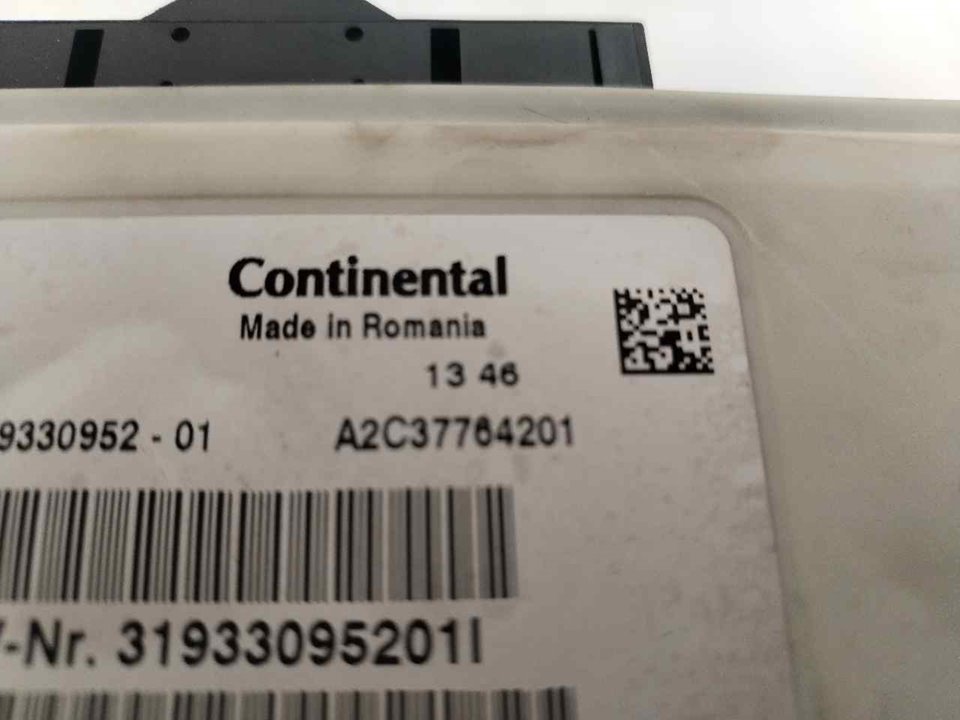 Continental
Made in Romania
13 46
9330952 - 01 A2C37764201
-Nr. 31933095201I